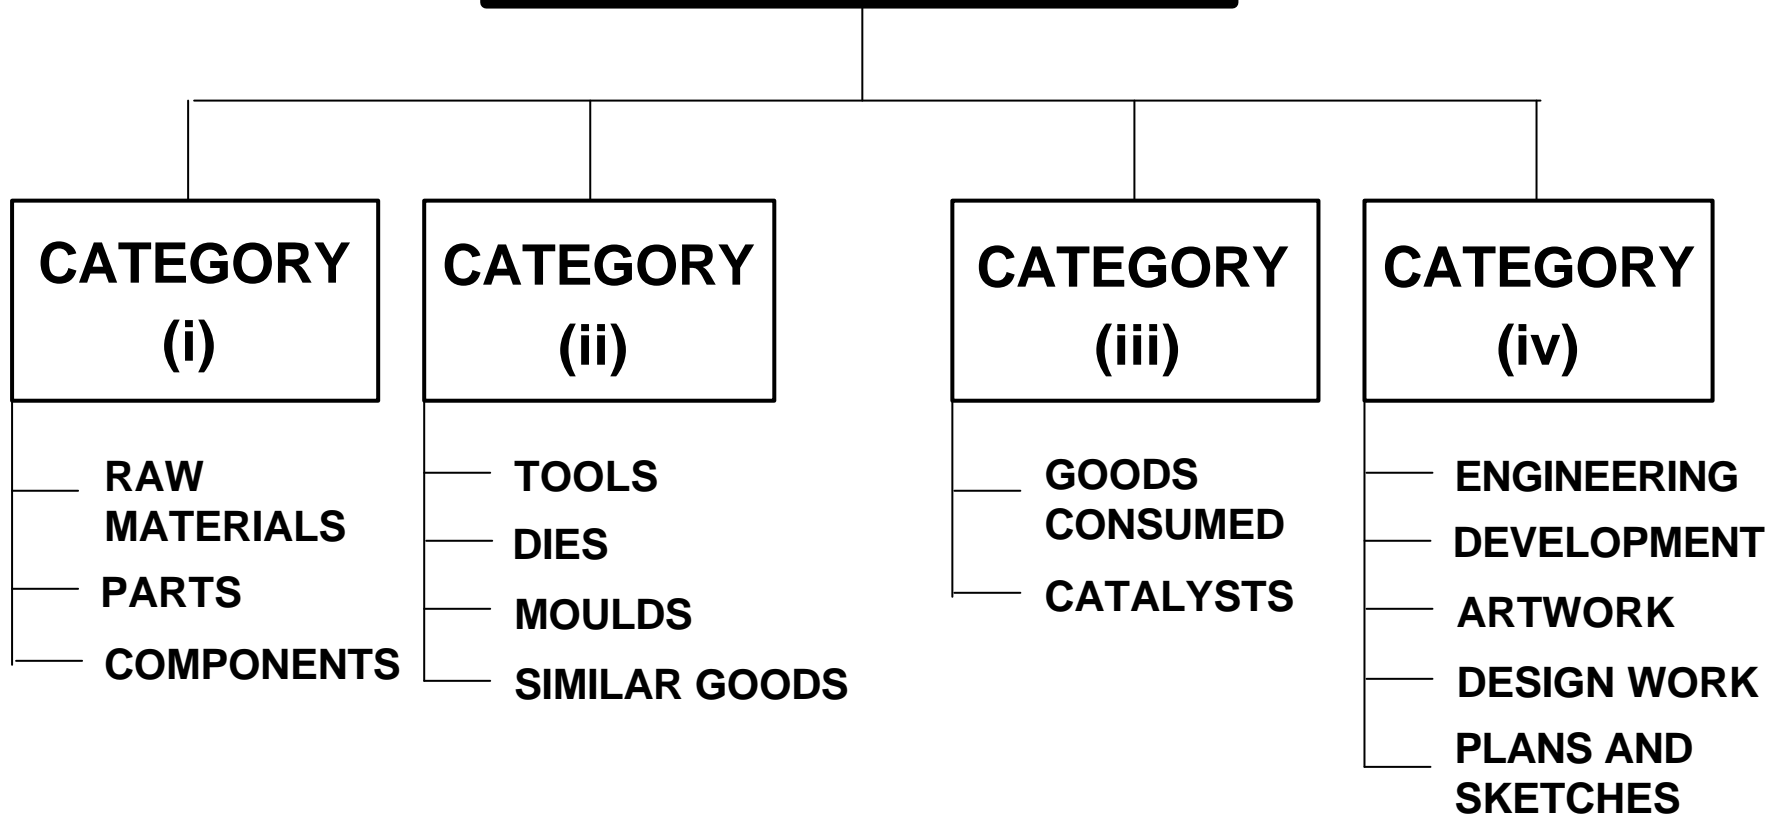 CATEGORY
(i)
RAW
MATERIALS
PARTS
COMPONENTS
CATEGORY
(ii)
TOOLS
DIES
MOULDS
SIMILAR GOODS
CATEGORY
(iii)
GOODS
CONSUMED
CATALYSTS
CATEGORY
(iv)
ENGINEERING
DEVELOPMENT
ARTWORK
DESIGN WORK
PLANS AND
SKETCHES